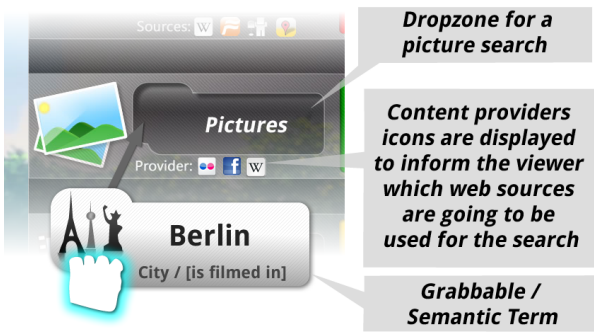 Sources: W
Dropzone for a
picture search
Pictures
Content providers
icons are displayed
to inform the viewer
which web sources
are going to be
used for the search
Provider: f W
Berlin
City / [is filmed in]
Grabbable /
Semantic Term